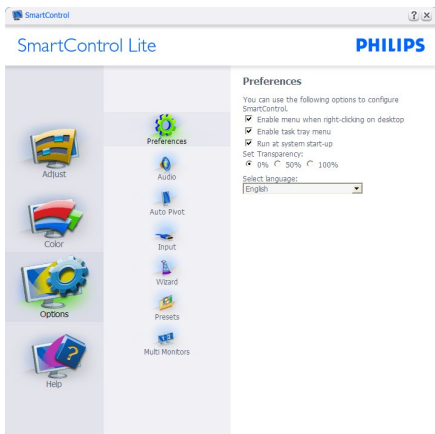 SmartControl
SmartControl Lite
PHILIPS
Adjust
Color
Options
Help
Preferences
Audio
Auto Pivot
Input
Wizard
Presets
Multi Monitors
Preferences
You can use the following options to configure
SmartControl.
Enable menu when right-clicking on desktop
Enable task tray menu
Run at system start-up
Set Transparency:
0% 50% 100%
Select language:
English